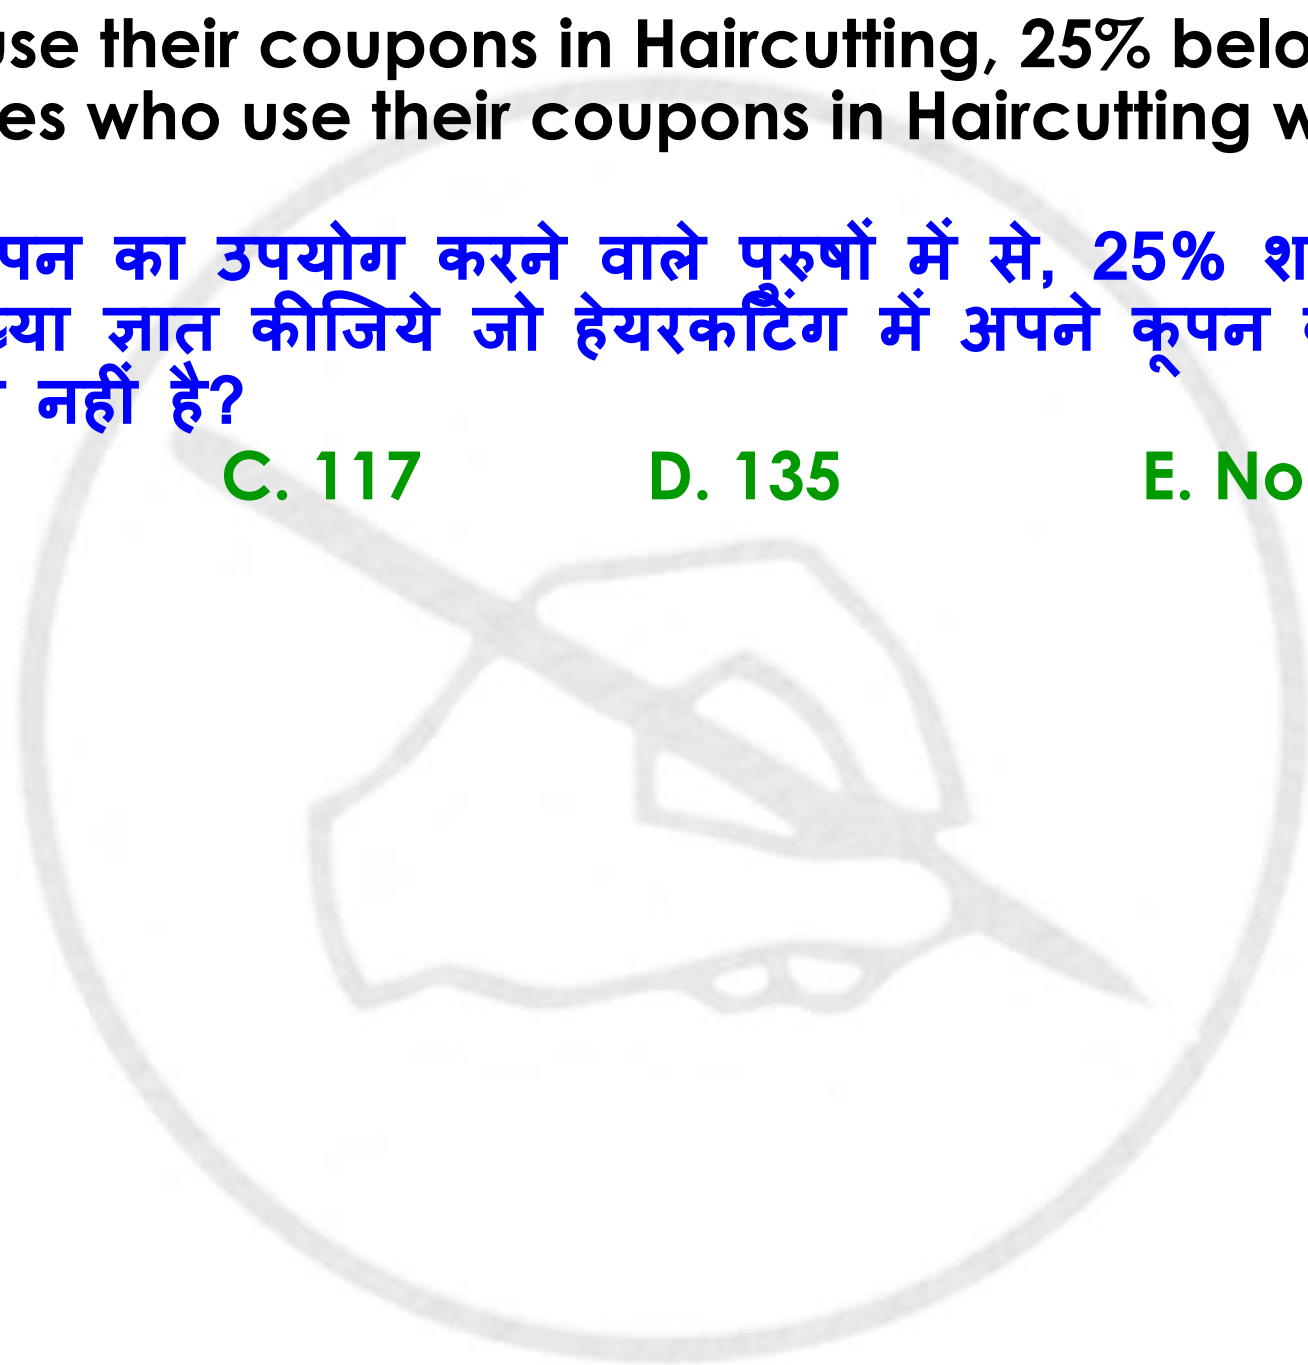 use their coupons in Haircutting, 25% belo
es who use their coupons in Haircutting w
पन का उपयोग करने वाले पुरुषों में से, 25% श
ख्या ज्ञात कीजिये जो हेयरकटिंग में अपने कूपन
नहीं है?
C. 117 D. 135 E. No